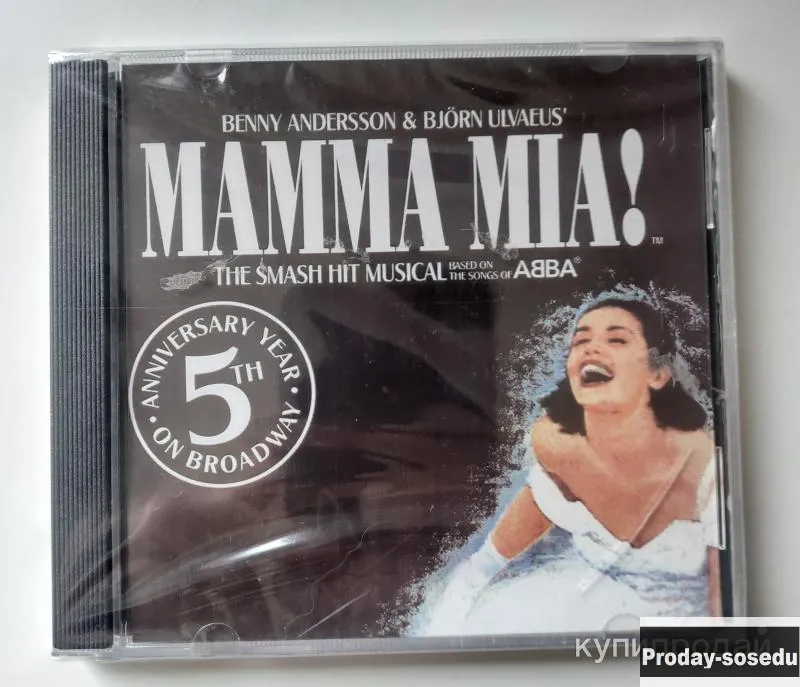 BENNY ANDERSSON & BJÖRN ULVAEUS'
MAMMA MIA!™
THE SMASH HIT MUSICAL BASED ON THE SONGS OF ABBA®
• ANNIVERSARY YEAR •
5TH
ON BROADWAY
купипродай
Proday-sosedu